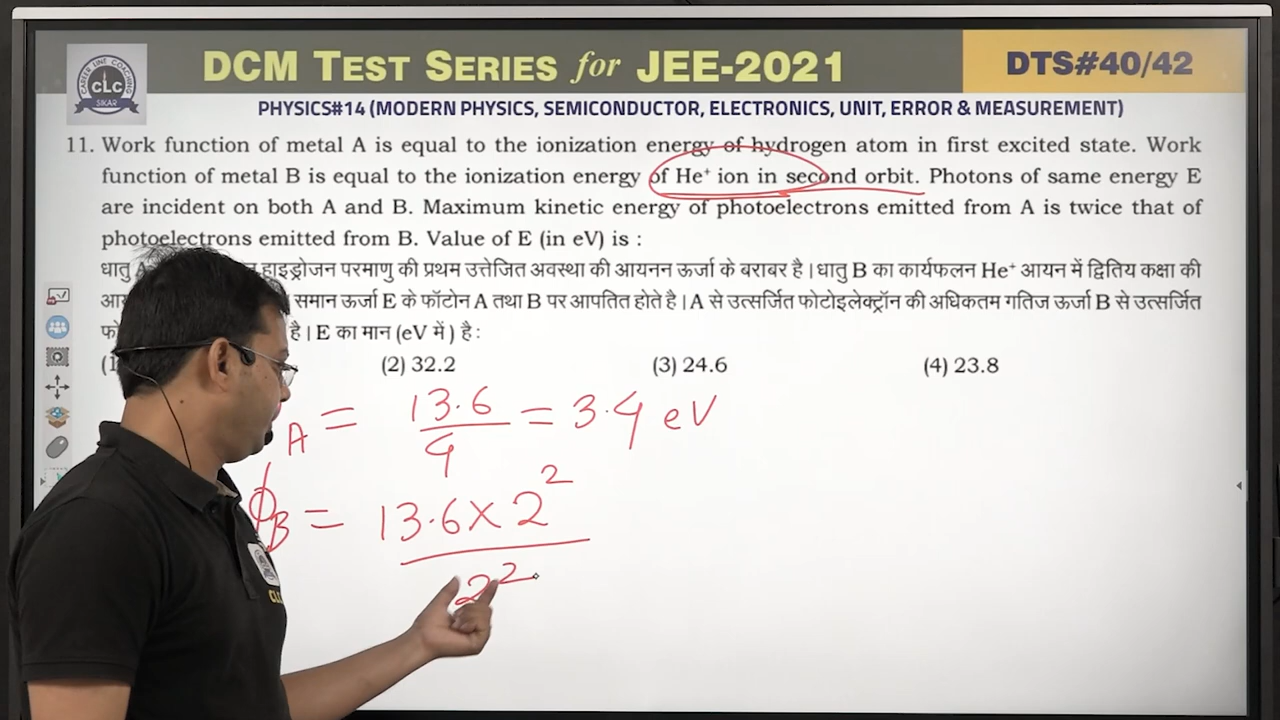 DCM TEST SERIES for JEE-2021
DTS#40/42
CAREER LINE COACHING
CLC
SIKAR
PHYSICS#14 (MODERN PHYSICS, SEMICONDUCTOR, ELECTRONICS, UNIT, ERROR & MEASUREMENT)
11. Work function of metal A is equal to the ionization energy of hydrogen atom in first excited state. Work
function of metal B is equal to the ionization energy of He⁺ ion in second orbit. Photons of same energy E
are incident on both A and B. Maximum kinetic energy of photoelectrons emitted from A is twice that of
photoelectrons emitted from B. Value of E (in eV) is :
धातु हाइड्रोजन परमाणु की प्रथम उत्तेजित अवस्था की आयनन ऊर्जा के बराबर है। धातु B का कार्यफलन He⁺ आयन में द्वितिय कक्षा की
समान ऊर्जा E के फॉटोन A तथा B पर आपतित होते है। A से उत्सर्जित फोटोइलेक्ट्रॉन की अधिकतम गतिज ऊर्जा B से उत्सर्जित
है। E का मान (eV में ) है :
(2) 32.2 (3) 24.6 (4) 23.8
A = 13.6/4 = 3.4 eV
ϕB = 13.6 × 2²
2²